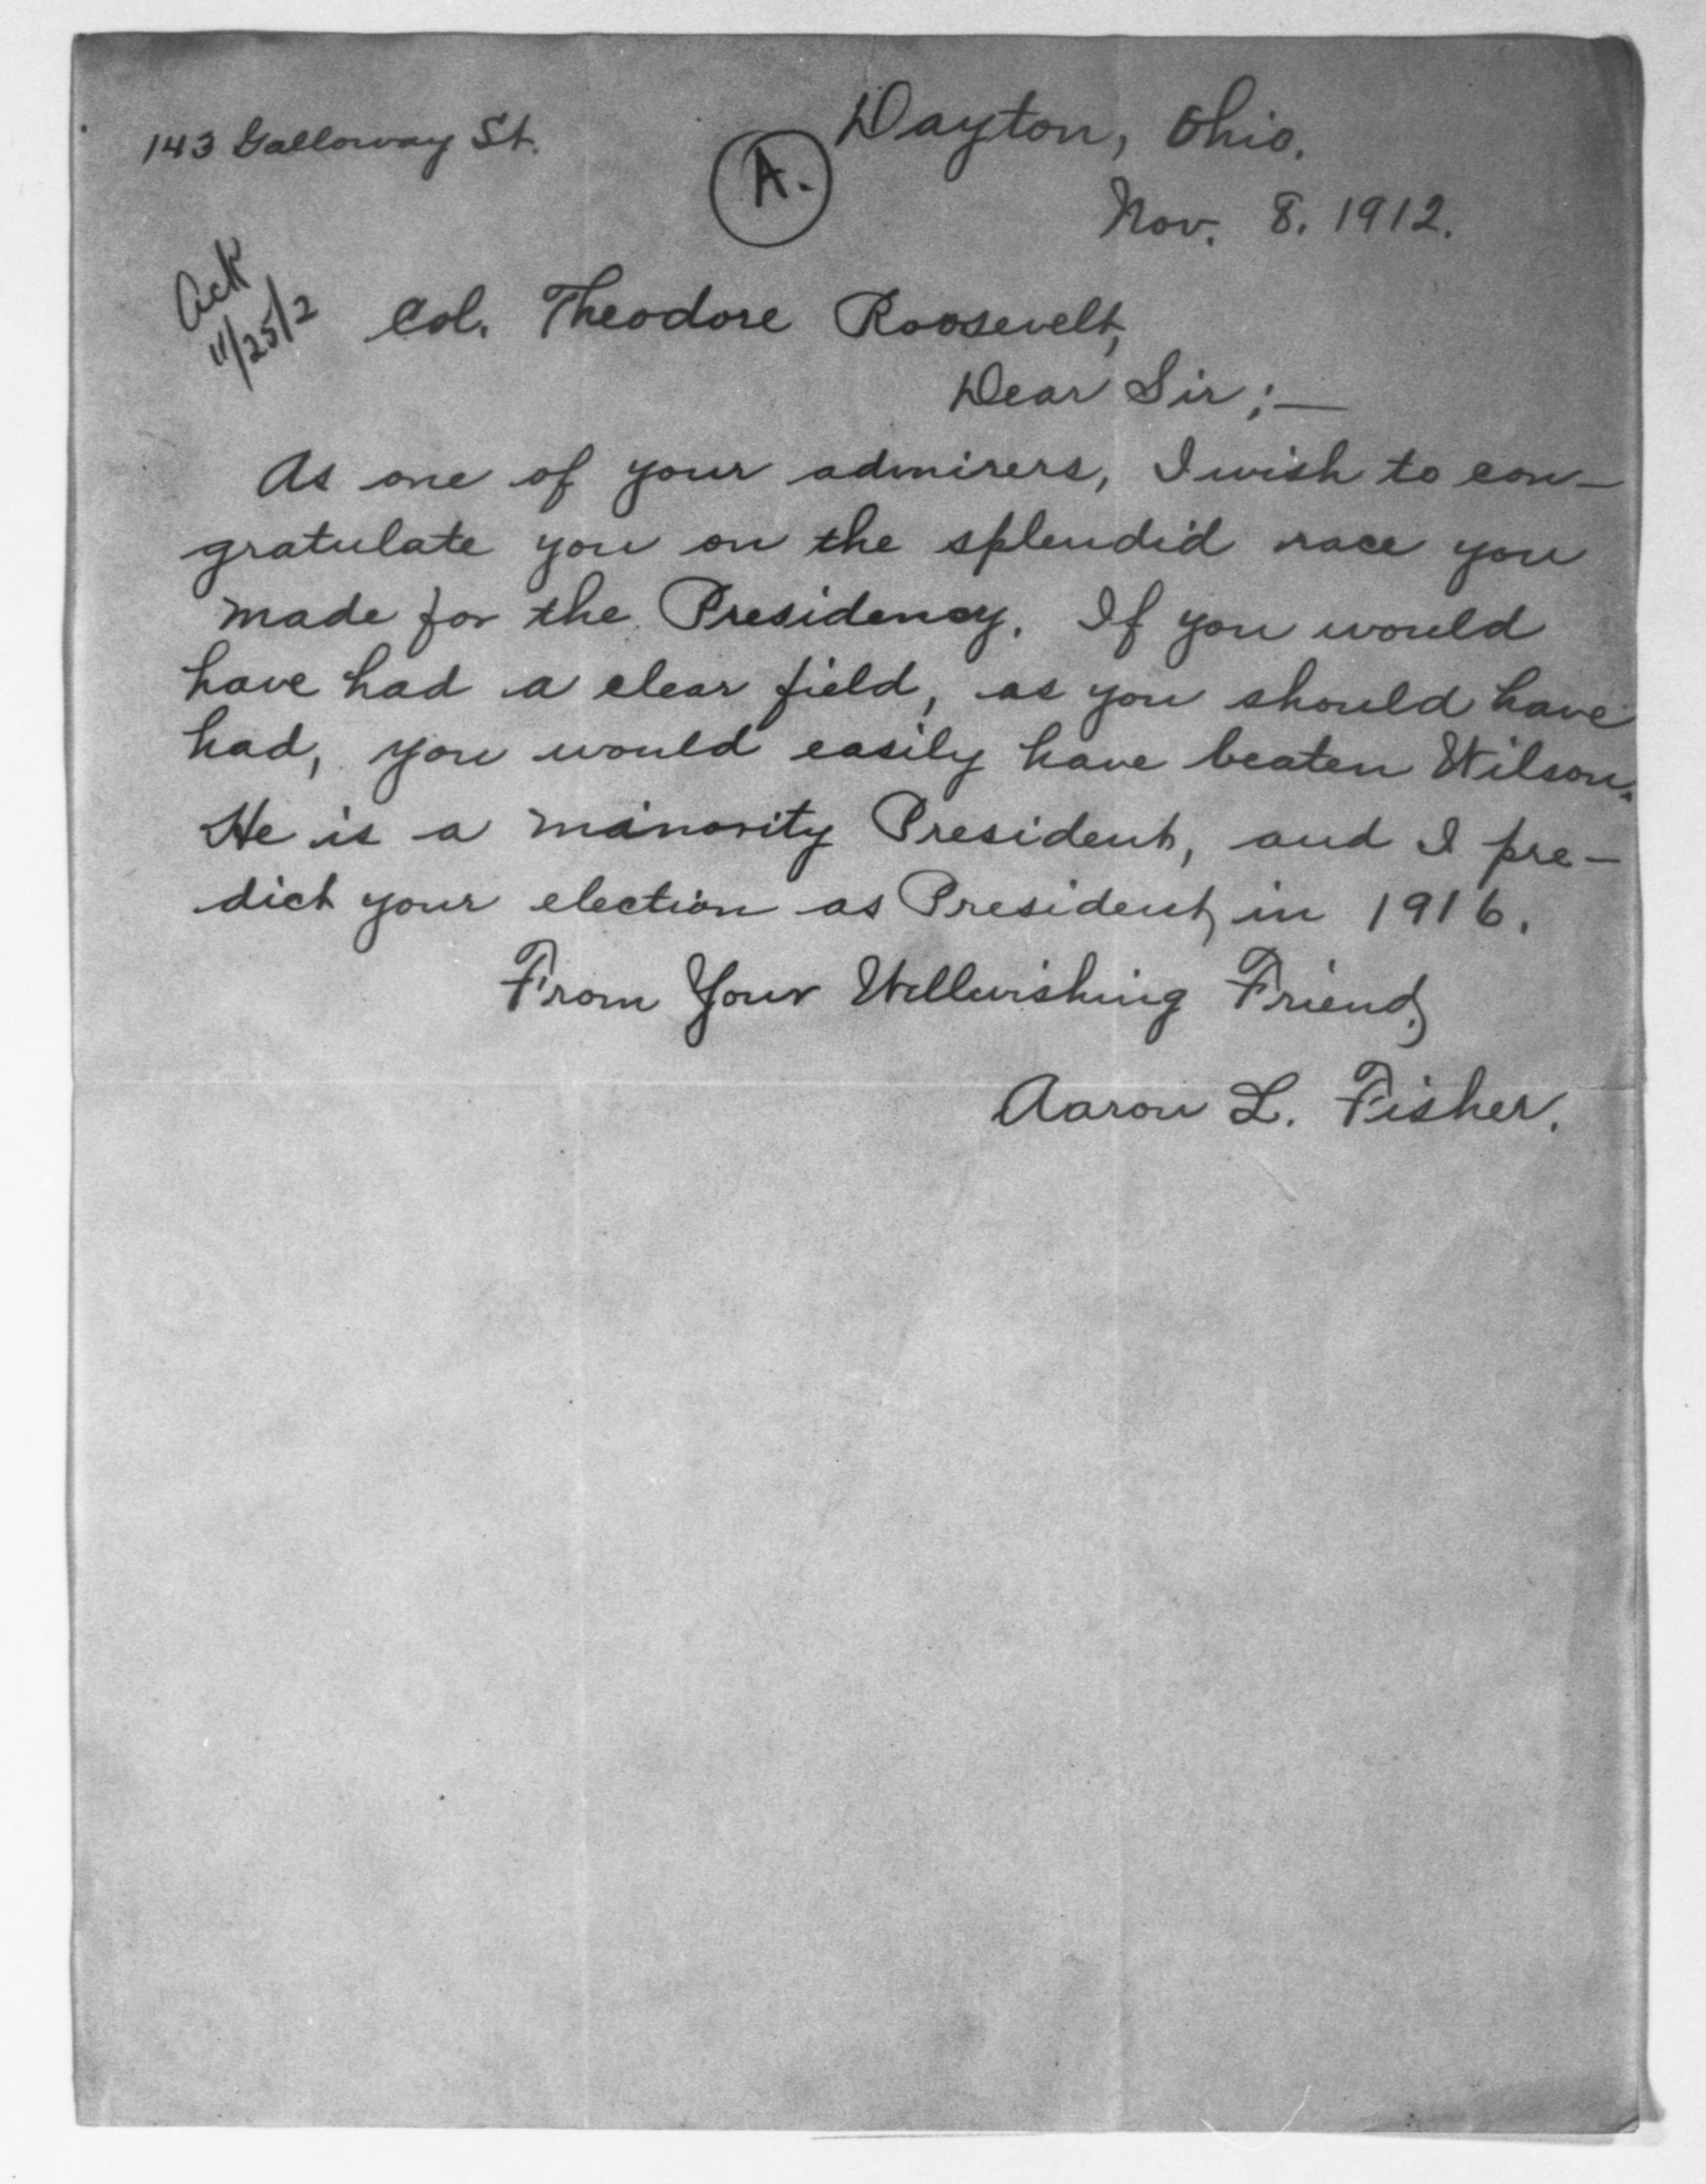 143 Galloway St.
A.
Dayton, Ohio.
Nov. 8. 1912.
Ack
11/25/2
Col. Theodore Roosevelt,
Dear Sir;—
As one of your admirers, I wish to con-
gratulate you on the splendid race you
made for the Presidency. If you would
have had a clear field, as you should have
had, you would easily have beaten Wilson.
He is a minority President, and I pre-
dict your election as President, in 1916.
From Your Wellwishing Friend,
Aaron L. Fisher.